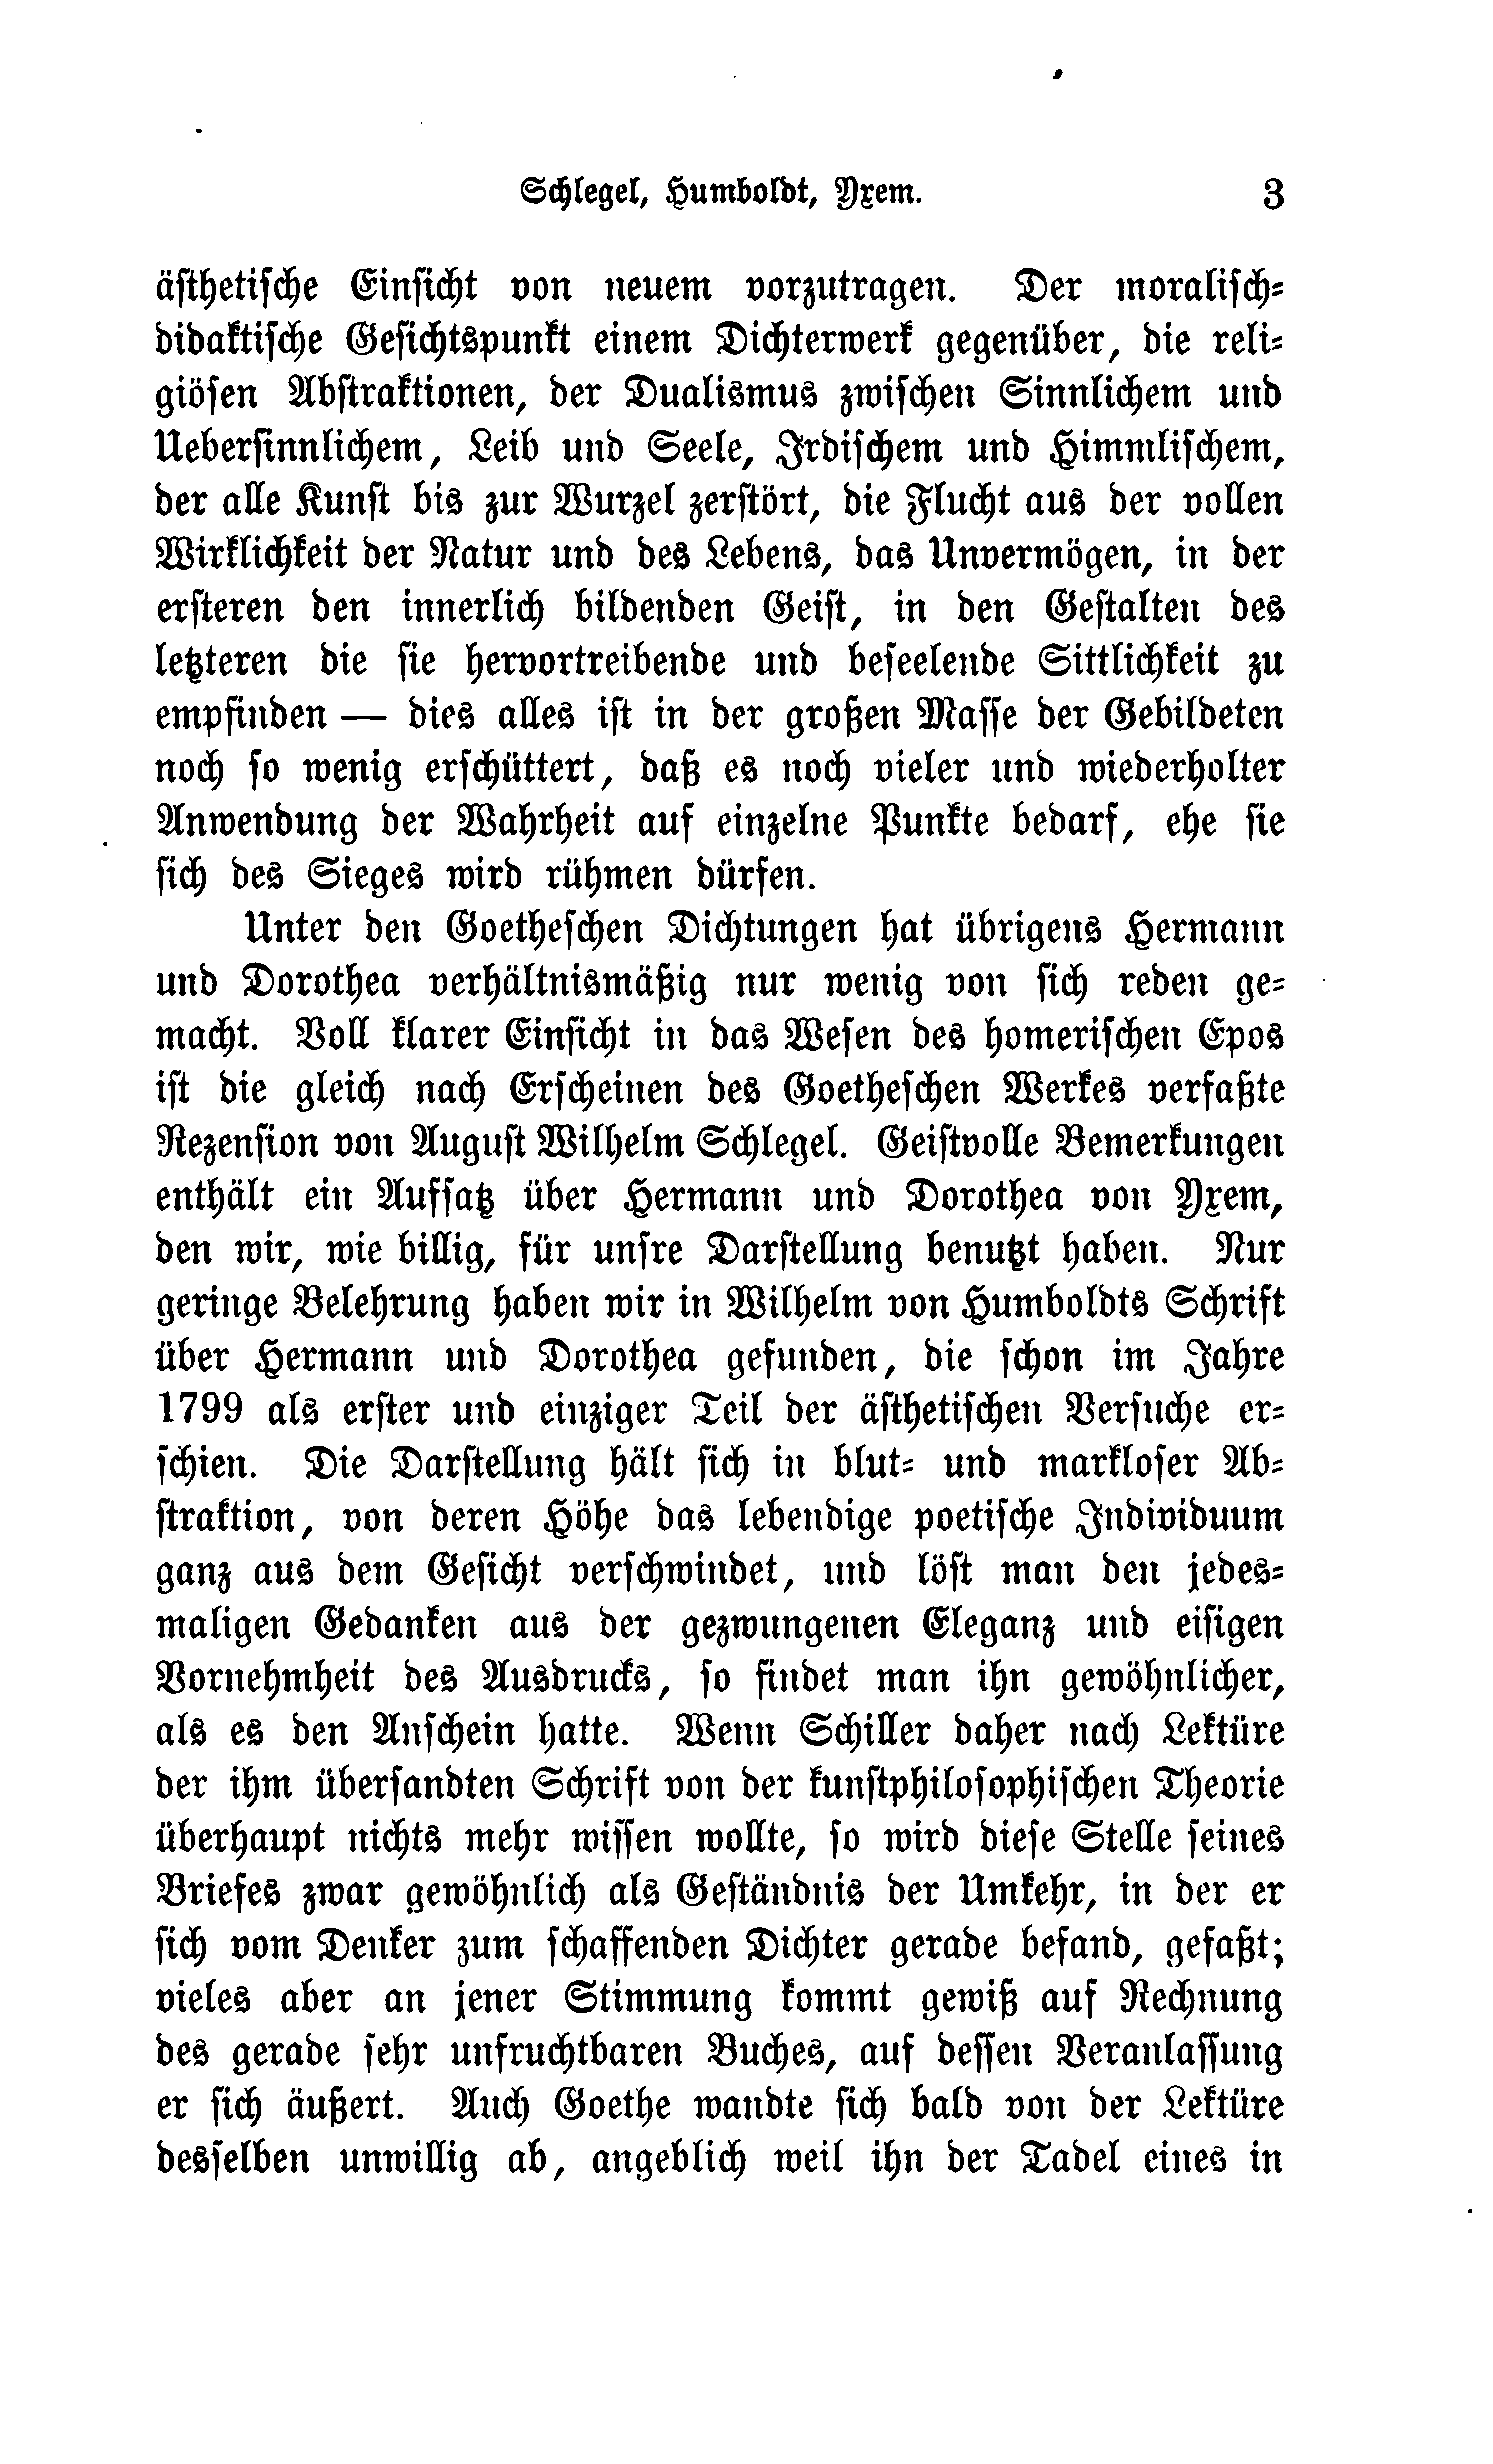 Schlegel, Humboldt, Yxem. 3
äſthetiſche Einſicht von neuem vorzutragen. Der moraliſch-
didaktiſche Geſichtspunkt einem Dichterwerk gegenüber, die reli-
giöſen Abſtraktionen, der Dualismus zwiſchen Sinnlichem und
Ueberſinnlichem, Leib und Seele, Irdiſchem und Himmliſchem,
der alle Kunſt bis zur Wurzel zerſtört, die Flucht aus der vollen
Wirklichkeit der Natur und des Lebens, das Unvermögen, in der
erſteren den innerlich bildenden Geiſt, in den Geſtalten des
letzteren die ſie hervortreibende und beſeelende Sittlichkeit zu
empfinden — dies alles iſt in der großen Maſſe der Gebildeten
noch ſo wenig erſchüttert, daß es noch vieler und wiederholter
Anwendung der Wahrheit auf einzelne Punkte bedarf, ehe ſie
ſich des Sieges wird rühmen dürfen.
Unter den Goetheſchen Dichtungen hat übrigens Hermann
und Dorothea verhältnismäßig nur wenig von ſich reden ge-
macht. Voll klarer Einſicht in das Weſen des homeriſchen Epos
iſt die gleich nach Erſcheinen des Goetheſchen Werkes verfaßte
Rezenſion von Auguſt Wilhelm Schlegel. Geiſtvolle Bemerkungen
enthält ein Aufſatz über Hermann und Dorothea von Yxem,
den wir, wie billig, für unſre Darſtellung benutzt haben. Nur
geringe Belehrung haben wir in Wilhelm von Humboldts Schrift
über Hermann und Dorothea gefunden, die ſchon im Jahre
1799 als erſter und einziger Teil der äſthetiſchen Verſuche er-
ſchien. Die Darſtellung hält ſich in blut- und markloſer Ab-
ſtraktion, von deren Höhe das lebendige poetiſche Individuum
ganz aus dem Geſicht verſchwindet, und löſt man den jedes-
maligen Gedanken aus der gezwungenen Eleganz und eiſigen
Vornehmheit des Ausdrucks, ſo findet man ihn gewöhnlicher,
als es den Anſchein hatte. Wenn Schiller daher nach Lektüre
der ihm überſandten Schrift von der kunſtphiloſophiſchen Theorie
überhaupt nichts mehr wiſſen wollte, ſo wird dieſe Stelle ſeines
Briefes zwar gewöhnlich als Geſtändnis der Umkehr, in der er
ſich vom Denker zum ſchaffenden Dichter gerade befand, gefaßt;
vieles aber an jener Stimmung kommt gewiß auf Rechnung
des gerade ſehr unfruchtbaren Buches, auf deſſen Veranlaſſung
er ſich äußert. Auch Goethe wandte ſich bald von der Lektüre
desſelben unwillig ab, angeblich weil ihn der Tadel eines in